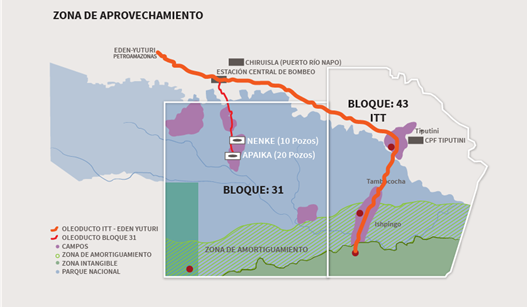 ZONA DE APROVECHAMIENTO
EDEN-YUTURI
PETROAMAZONAS
CHIRUISLA (PUERTO RÍO NAPO)
ESTACIÓN CENTRAL DE BOMBEO
BLOQUE: 43
ITT
Tiputini
CPF TIPUTINI
NENKE (10 Pozos)
APAIKA (20 Pozos)
Tambococha
BLOQUE: 31
Ishpingo
OLEODUCTO ITT - EDEN YUTURI
OLEODUCTO BLOQUE 31
CAMPOS
ZONA DE AMORTIGUAMIENTO
ZONA INTANGIBLE
PARQUE NACIONAL
ZONA DE AMORTIGUAMIENTO